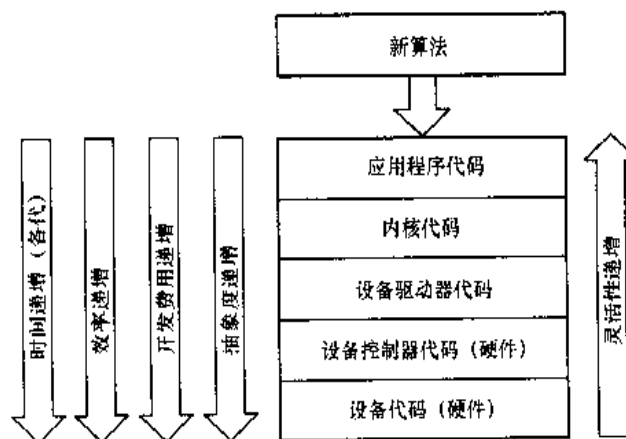 新算法
应用程序代码
内核代码
设备驱动器代码
设备控制器代码（硬件）
设备代码（硬件）
时间递增（各代）
效率递增
开发费用递增
抽象度递增
灵活性递增